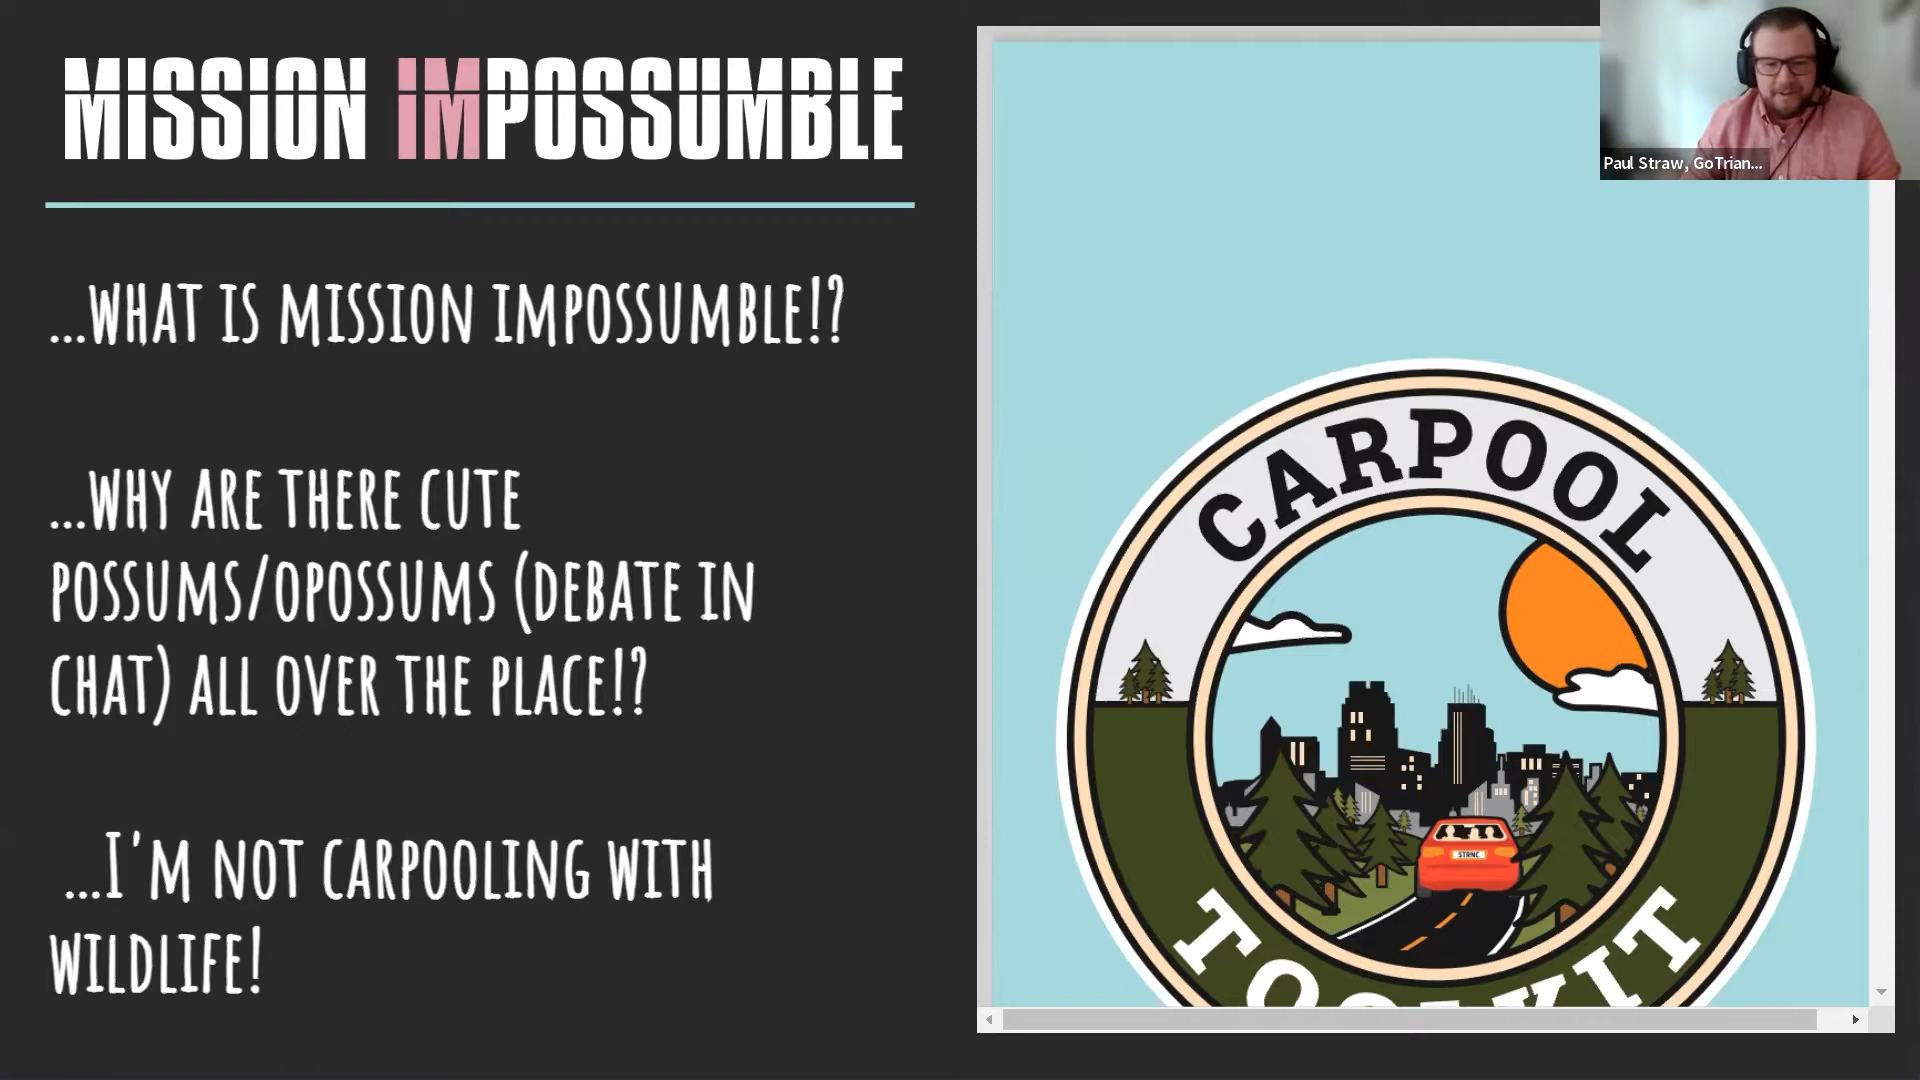 MISSION IMPOSSUMBLE
...WHAT IS MISSION IMPOSSUMBLE!?
...WHY ARE THERE CUTE
POSSUMS/OPOSSUMS (DEBATE IN
CHAT) ALL OVER THE PLACE!?
...I'M NOT CARPOOLING WITH
WILDLIFE!
Paul Straw, GoTrian...
CARPOOL
STRNC
TOOLKIT